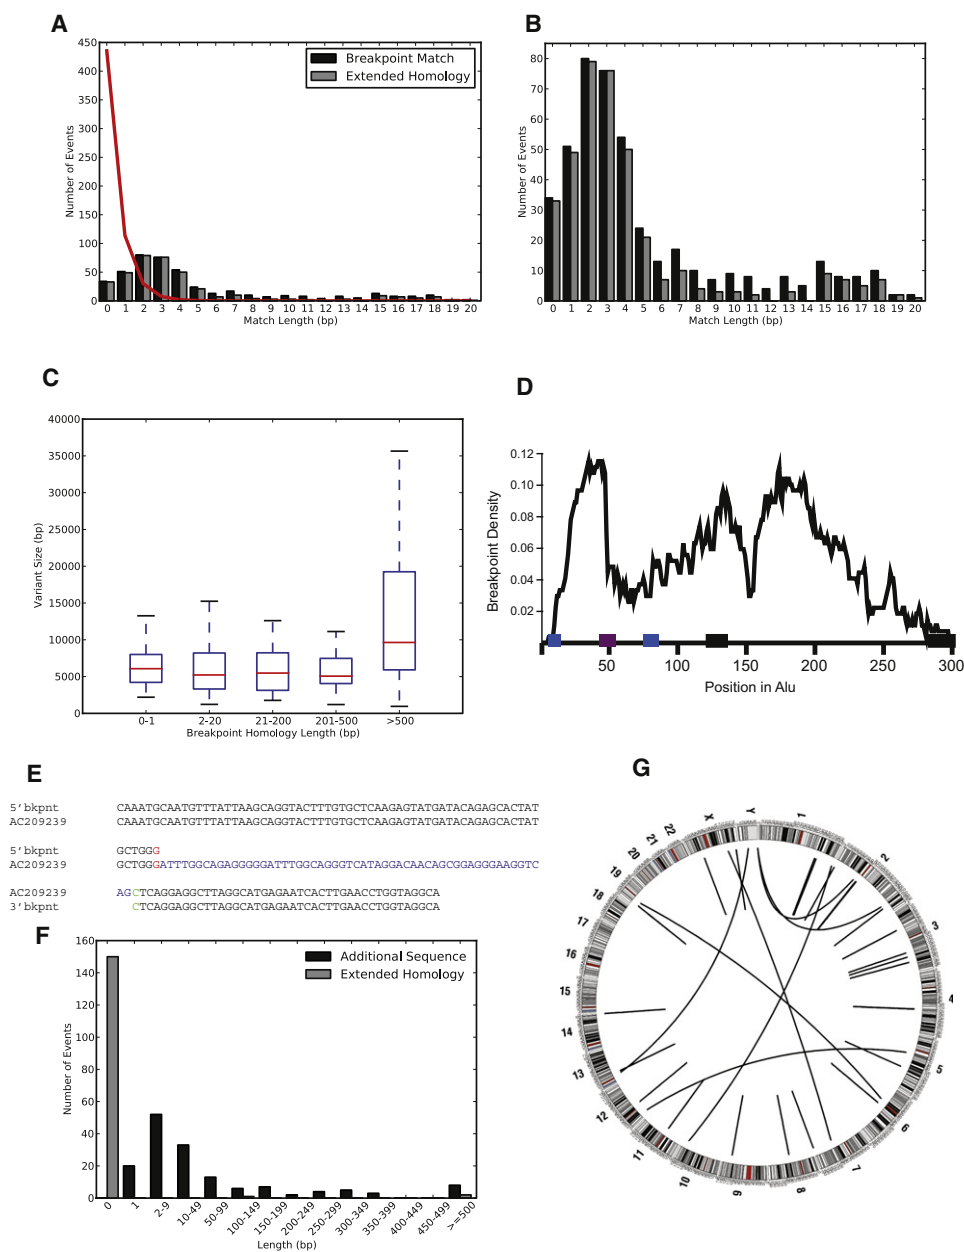 A
450
400
350
300
250
200
150
100
50
0
Number of Events
Breakpoint Match
Extended Homology
0 1 2 3 4 5 6 7 8 9 10 11 12 13 14 15 16 17 18 19 20
Match Length (bp)
B
80
70
60
50
40
30
20
10
0
Number of Events
0 1 2 3 4 5 6 7 8 9 10 11 12 13 14 15 16 17 18 19 20
Match Length (bp)
C
40000
35000
30000
25000
20000
15000
10000
5000
0
Variant Size (bp)
0-1 2-20 21-200 201-500 >500
Breakpoint Homology Length (bp)
D
0.12
0.10
0.08
0.06
0.04
0.02
Breakpoint Density
50 100 150 200 250 300
Position in Alu
E
5'bkpnt CAAATGCAATGTTTATTAAGCAGGTACTTTGTGCTCAAGAGTATGATACAGAGCACTAT
AC209239 CAAATGCAATGTTTATTAAGCAGGTACTTTGTGCTCAAGAGTATGATACAGAGCACTAT
5'bkpnt GCTGGG
AC209239 GCTGGGATTTGGCAGAGGGGGATTTGGCAGGGTCATAGGACAACAGCGGAGGGAAGGTC
AC209239 AGCTCAGGAGGCTTAGGCATGAGAATCACTTGAACCTGGTAGGCA
3'bkpnt CTCAGGAGGCTTAGGCATGAGAATCACTTGAACCTGGTAGGCA
F
160
140
120
100
80
60
40
20
0
Number of Events
Additional Sequence
Extended Homology
0 1 2-9 10-49 50-99 100-149 150-199 200-249 250-299 300-349 350-399 400-449 450-499 >=500
Length (bp)
G
1
2
3
4
5
6
7
8
9
10
11
12
13
14
15
16
17
18
19
20
21
22
X
Y